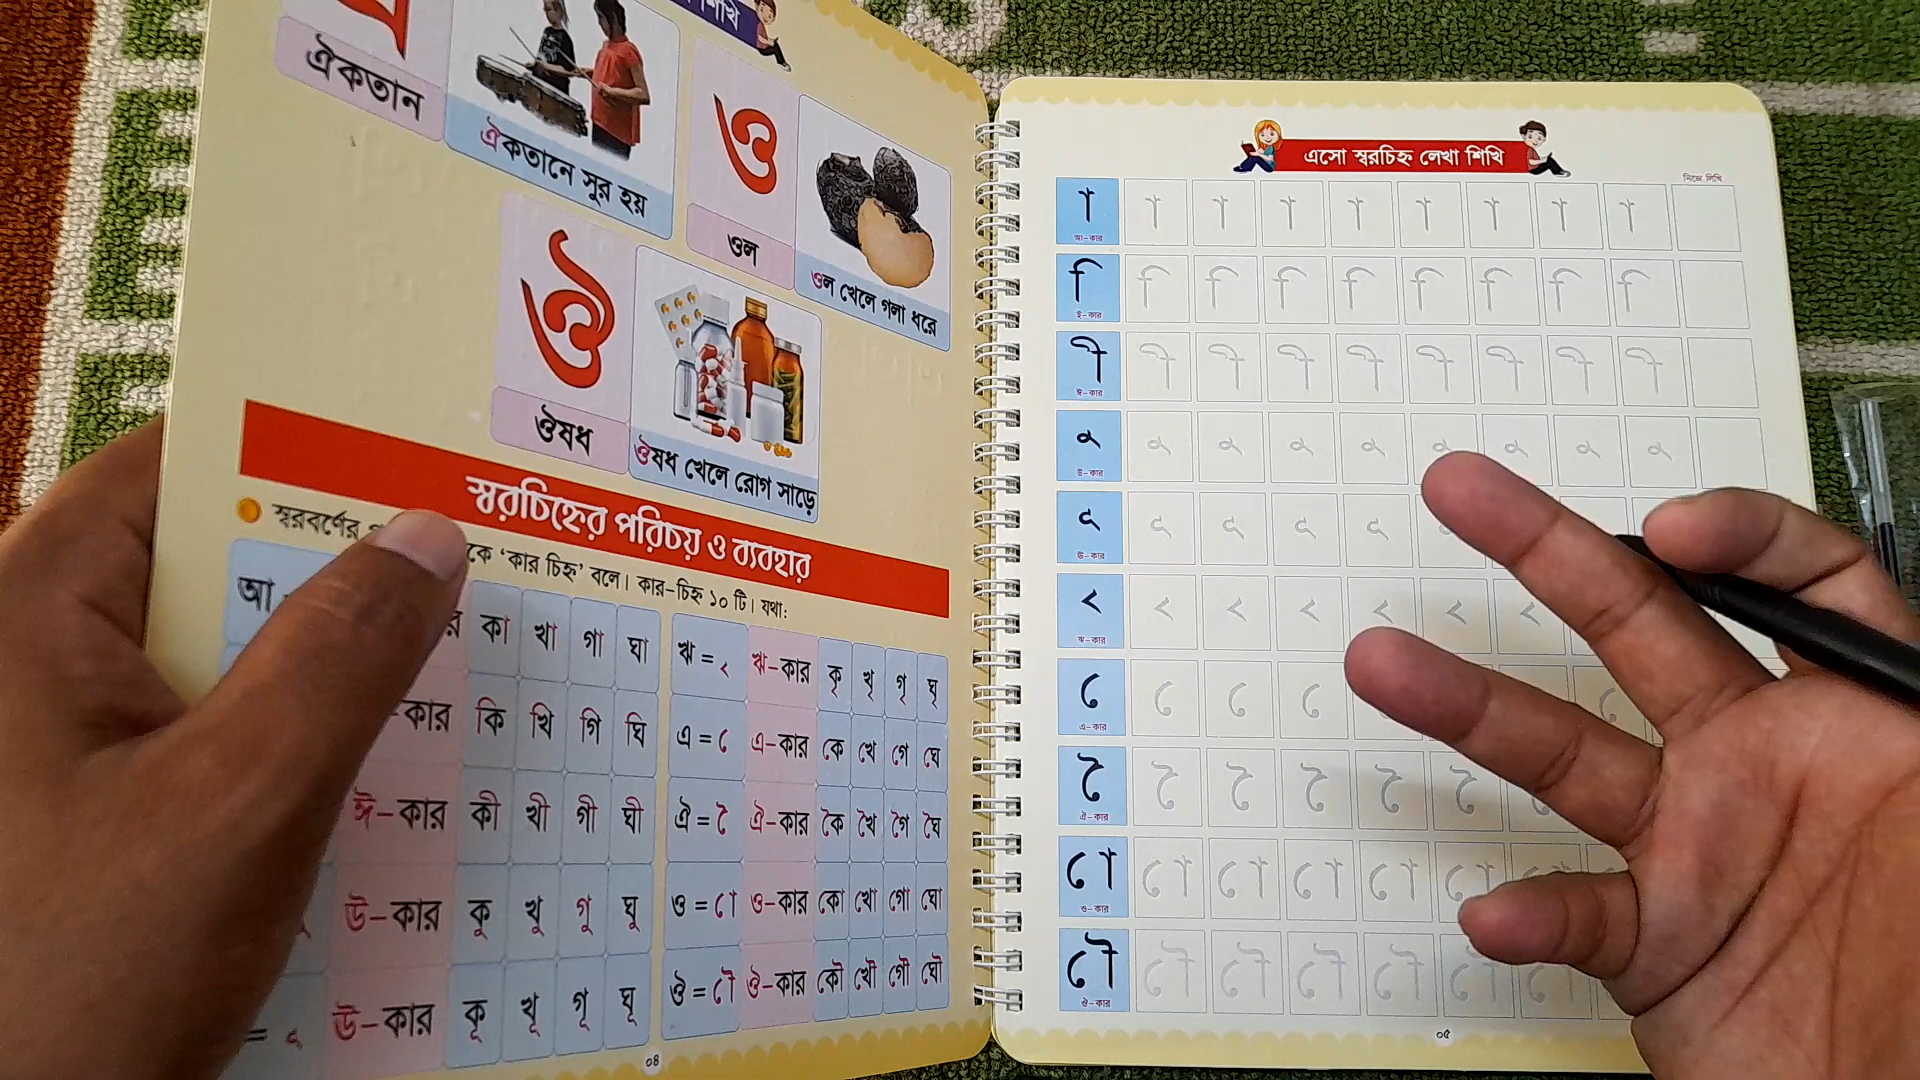 শিখি
ঐকতান
ঐকতানে সুর হয়
ও
ওল
ওল খেলে গলা ধরে
ঔ
ঔষধ
ঔষধ খেলে রোগ সাড়ে
স্বরচিহ্নের পরিচয় ও ব্যবহার
স্বরবর্ণের
কে ‘কার চিহ্ন’ বলে। কার-চিহ্ন ১০ টি। যথা:
আ
র কা খা গা ঘা
-কার কি খি গি ঘি
ঈ-কার কী খী গী ঘী
উ-কার কু খু গু ঘু
= ূ ঊ-কার কূ খূ গূ ঘূ
ঋ = ৃ ঋ-কার কৃ খৃ গৃ ঘৃ
এ = ে এ-কার কে খে গে ঘে
ঐ = ৈ ঐ-কার কৈ খৈ গৈ ঘৈ
ও = ো ও-কার কো খো গো ঘো
ঔ = ৌ ঔ-কার কৌ খৌ গৌ ঘৌ
০৪
এসো স্বরচিহ্ন লেখা শিখি
নিজে লিখি
া া া া া া া া া
আ-কার
ি ি ি ি ি ি ি ি ি
ই-কার
ী ী ী ী ী ী ী ী ী
ঈ-কার
ু ু ু ু ু ু ু ু ু
উ-কার
ূ ূ ূ ূ ূ
ঊ-কার
ৃ ৃ ৃ ৃ ৃ ৃ ৃ
ঋ-কার
ে ে ে ে ে
এ-কার
ৈ ৈ ৈ ৈ ৈ ৈ ৈ
ঐ-কার
ো ো ো ো ো ো
ও-কার
ৌ ৌ ৌ ৌ ৌ ৌ ৌ
ঔ-কার
০৫